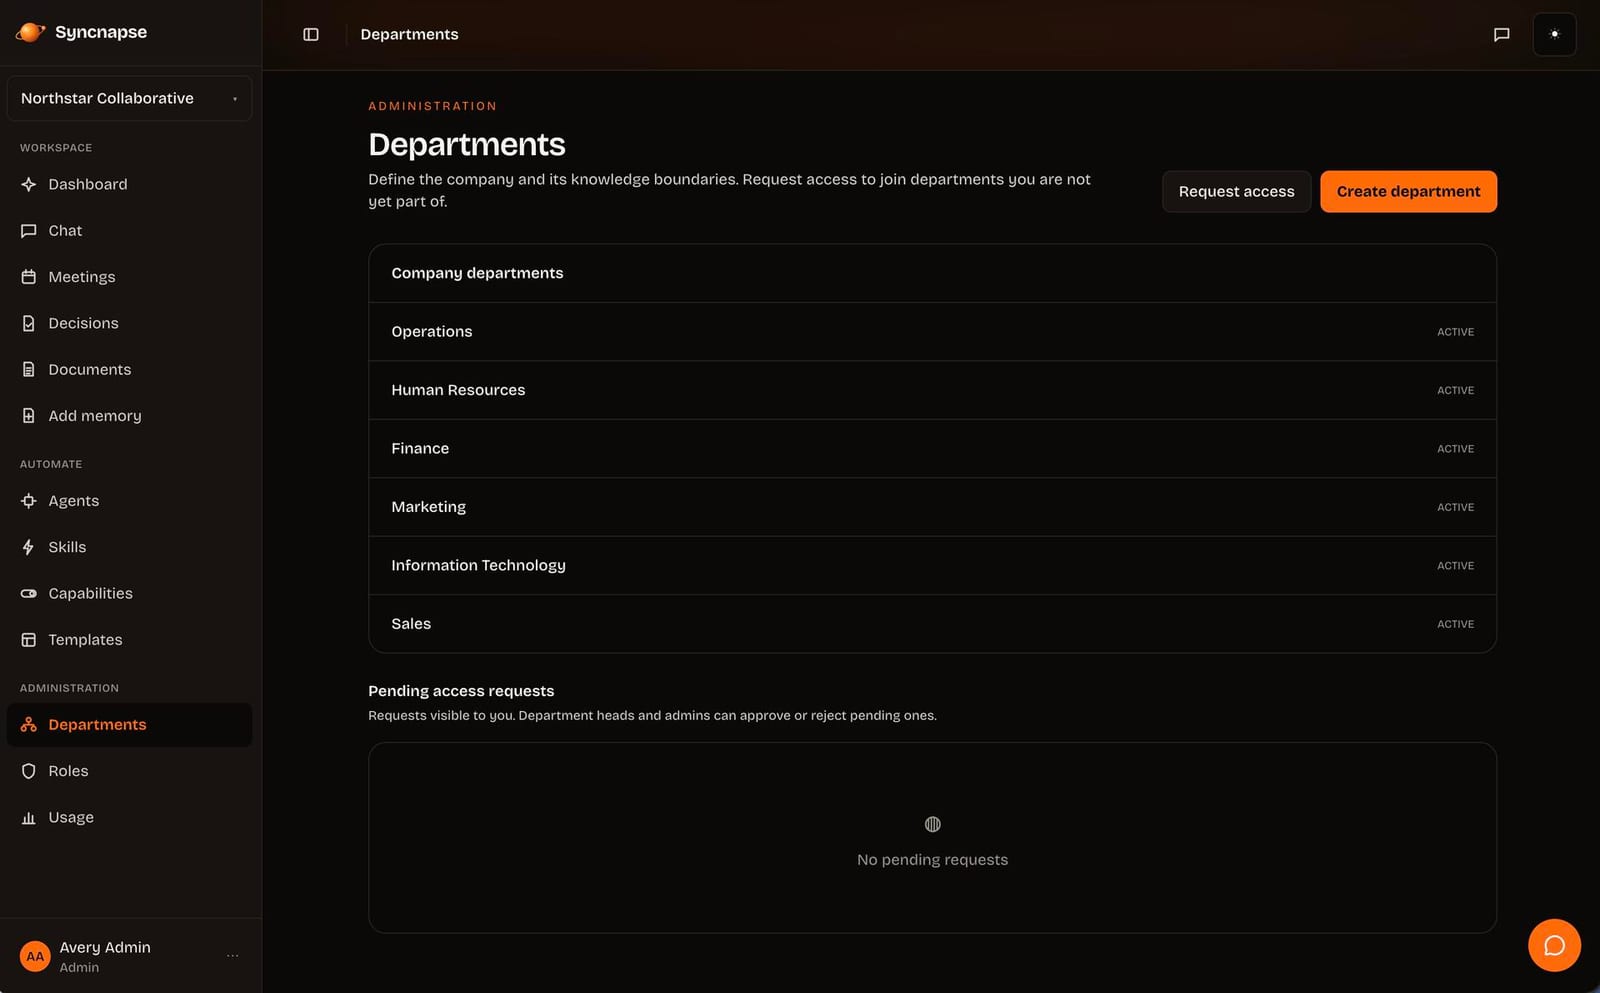 Syncnapse
Northstar Collaborative
WORKSPACE
Dashboard
Chat
Meetings
Decisions
Documents
Add memory
AUTOMATE
Agents
Skills
Capabilities
Templates
ADMINISTRATION
Departments
Roles
Usage
AA
Avery Admin
Admin
Departments
ADMINISTRATION
Departments
Define the company and its knowledge boundaries. Request access to join departments you are not
yet part of.
Request access
Create department
Company departments
Operations ACTIVE
Human Resources ACTIVE
Finance ACTIVE
Marketing ACTIVE
Information Technology ACTIVE
Sales ACTIVE
Pending access requests
Requests visible to you. Department heads and admins can approve or reject pending ones.
No pending requests